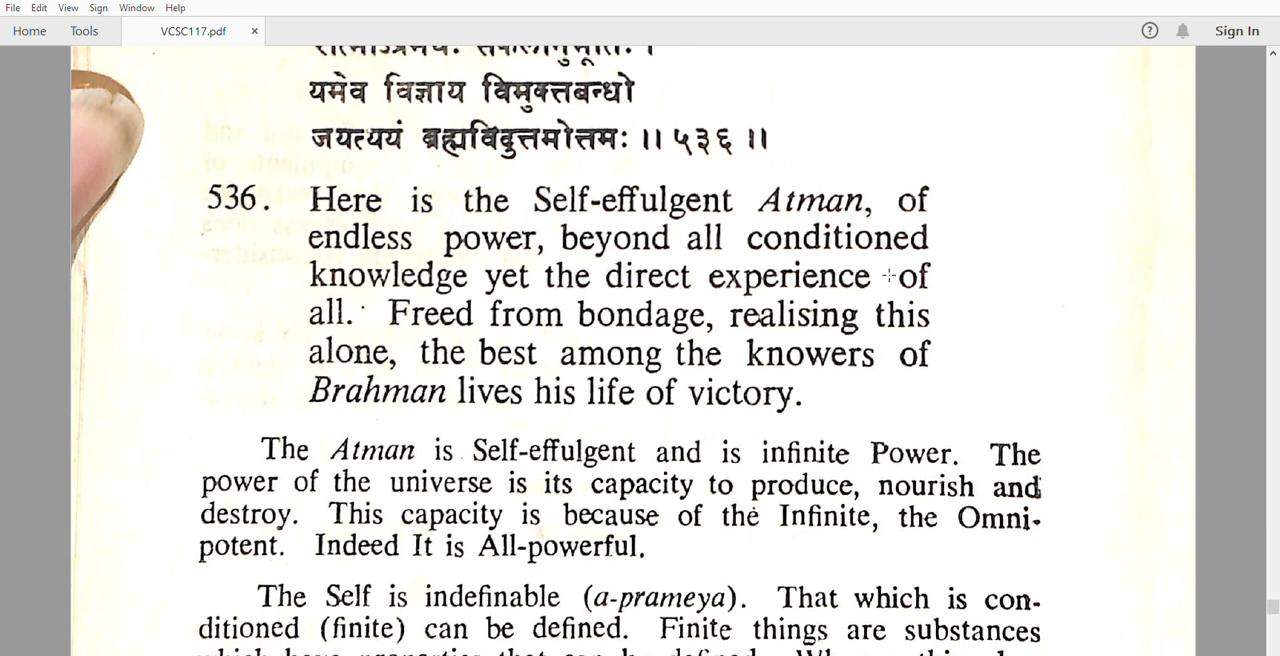 File Edit View Sign Window Help
Home Tools VCSC117.pdf × Sign In
यमेव विज्ञाय विमुक्तबन्धो
जयत्ययं ब्रह्मविदुत्तमोत्तमः ॥ ५३६ ॥
536. Here is the Self-effulgent Atman, of
endless power, beyond all conditioned
knowledge yet the direct experience of
all. Freed from bondage, realising this
alone, the best among the knowers of
Brahman lives his life of victory.
The Atman is Self-effulgent and is infinite Power. The
power of the universe is its capacity to produce, nourish and
destroy. This capacity is because of the Infinite, the Omni-
potent. Indeed It is All-powerful.
The Self is indefinable (a-prameya). That which is con-
ditioned (finite) can be defined. Finite things are substances